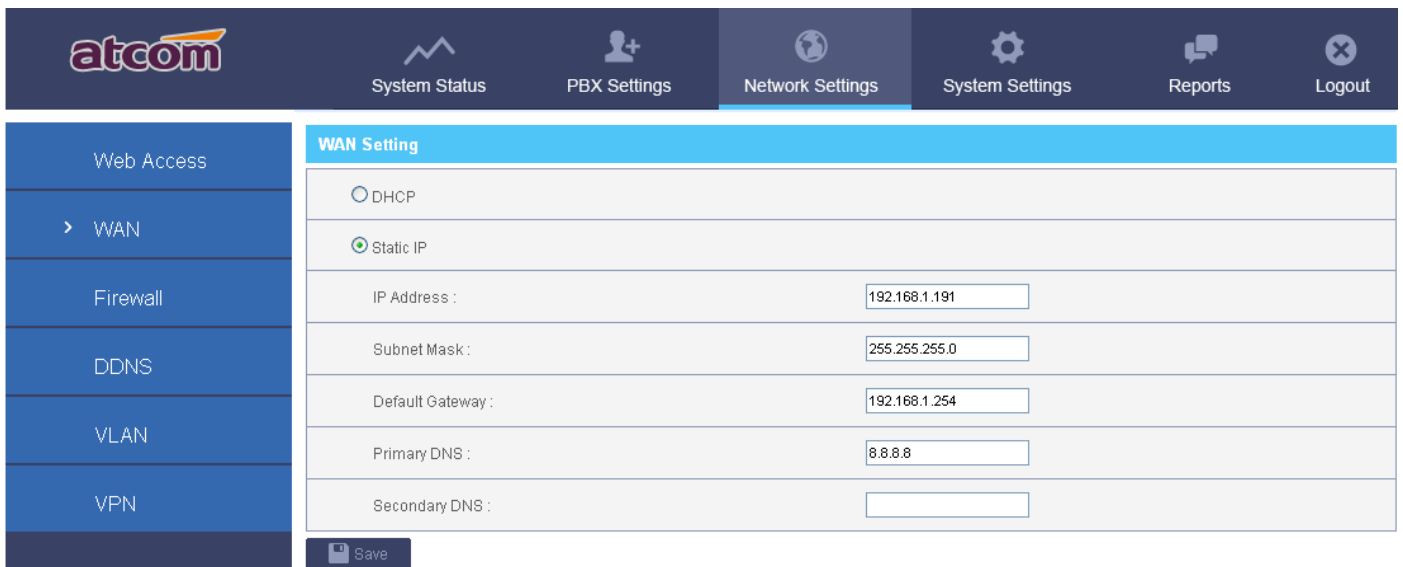 atcom
System Status
PBX Settings
Network Settings
System Settings
Reports
Logout
Web Access
WAN
Firewall
DDNS
VLAN
VPN
WAN Setting
DHCP
Static IP
IP Address : 192.168.1.191
Subnet Mask : 255.255.255.0
Default Gateway : 192.168.1.254
Primary DNS : 8.8.8.8
Secondary DNS :
Save